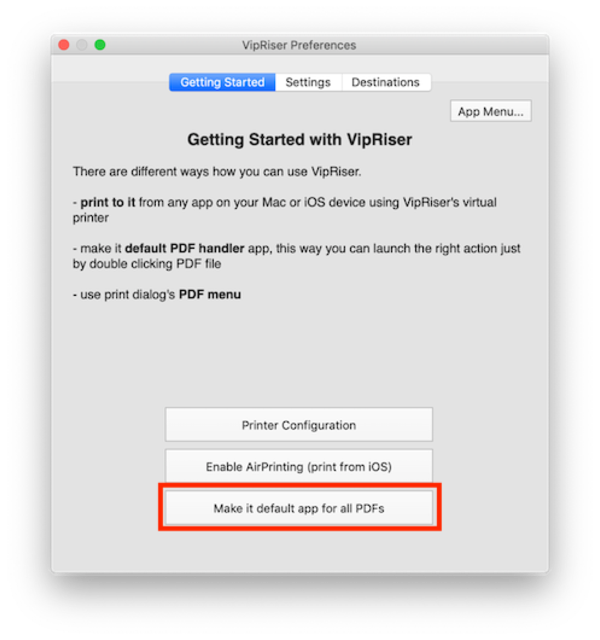 VipRiser Preferences
Getting Started Settings Destinations
App Menu...
Getting Started with VipRiser
There are different ways how you can use VipRiser.
- print to it from any app on your Mac or iOS device using VipRiser's virtual
printer
- make it default PDF handler app, this way you can launch the right action just
by double clicking PDF file
- use print dialog's PDF menu
Printer Configuration
Enable AirPrinting (print from iOS)
Make it default app for all PDFs